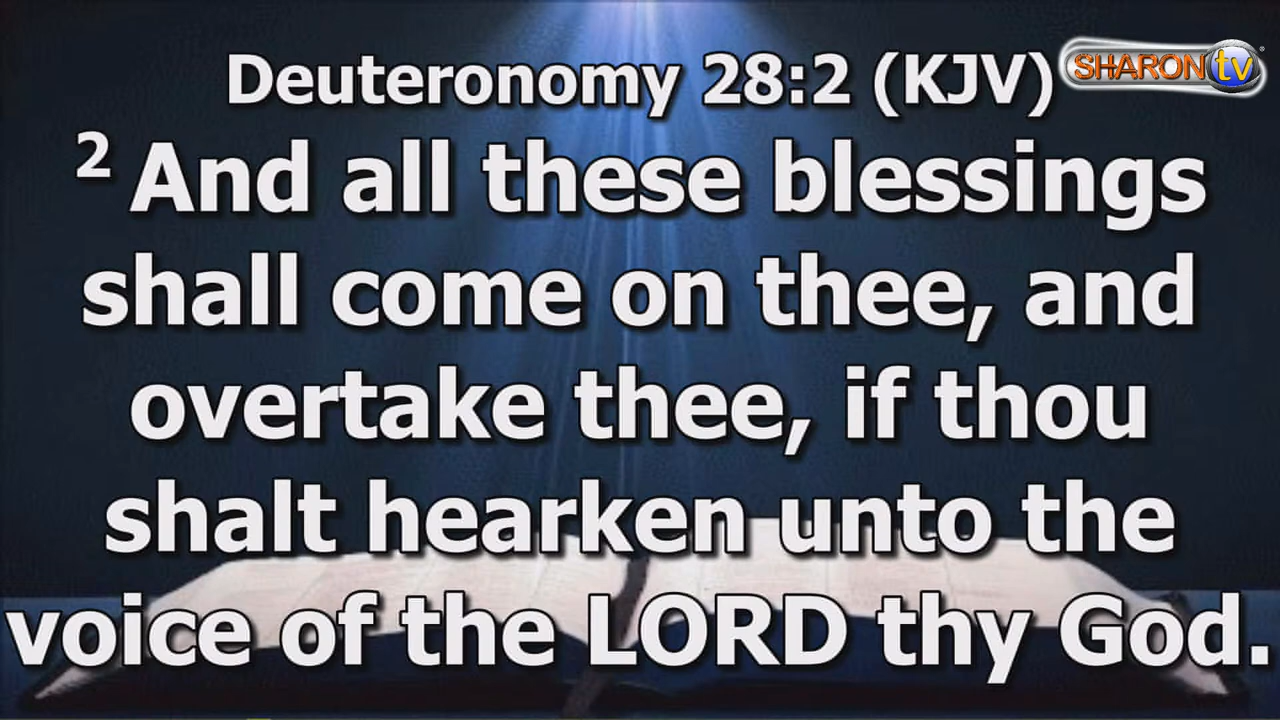 Deuteronomy 28:2 (KJV)
SHARON tv
2 And all these blessings
shall come on thee, and
overtake thee, if thou
shalt hearken unto the
voice of the LORD thy God.